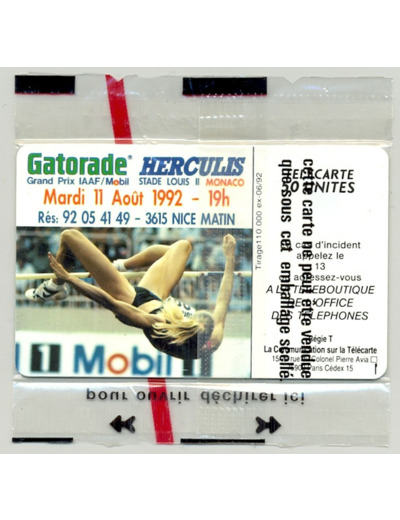 Gatorade HERCULIS
Grand Prix IAAF/Mobil STADE LOUIS II MONACO
Mardi 11 Août 1992 - 19h
Rés: 92 05 41 49 - 3615 NICE MATIN
1 Mobil 1
Tirage110 000 ex-06/92
cette carte ne peut être vendue
que sous cet emballage scellé.
TELECARTE
50 UNITES
d'incident
appelez le
13
adressez-vous
A TELEBOUTIQUE
OFFICE
DES TELEPHONES
Régie T
La Communication sur la Télécarte
Colonel Pierre Avia
Paris Cédex 15
pour ouvrir déchirer ici